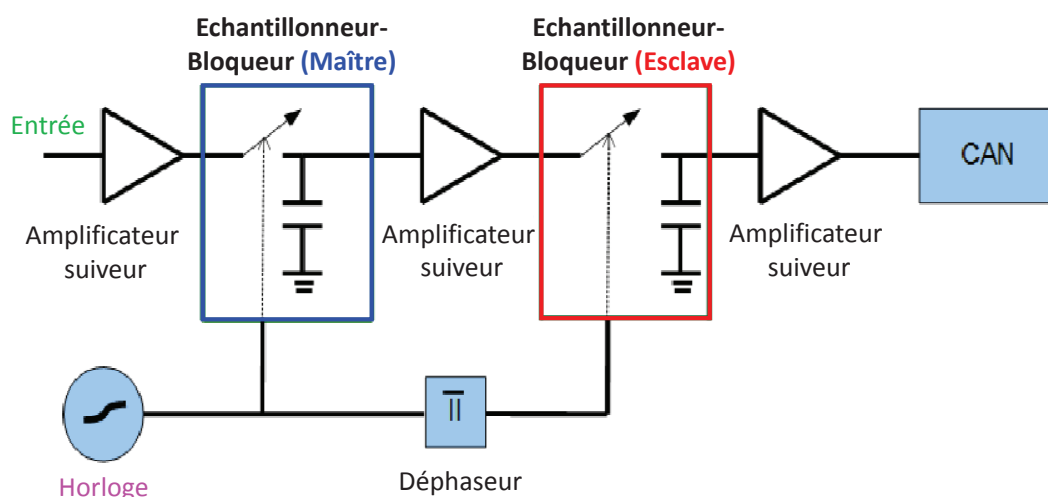 Echantillonneur-
Bloqueur (Maître)
Echantillonneur-
Bloqueur (Esclave)
Entrée
CAN
Amplificateur
suiveur
Amplificateur
suiveur
Amplificateur
suiveur
π
Horloge
Déphaseur